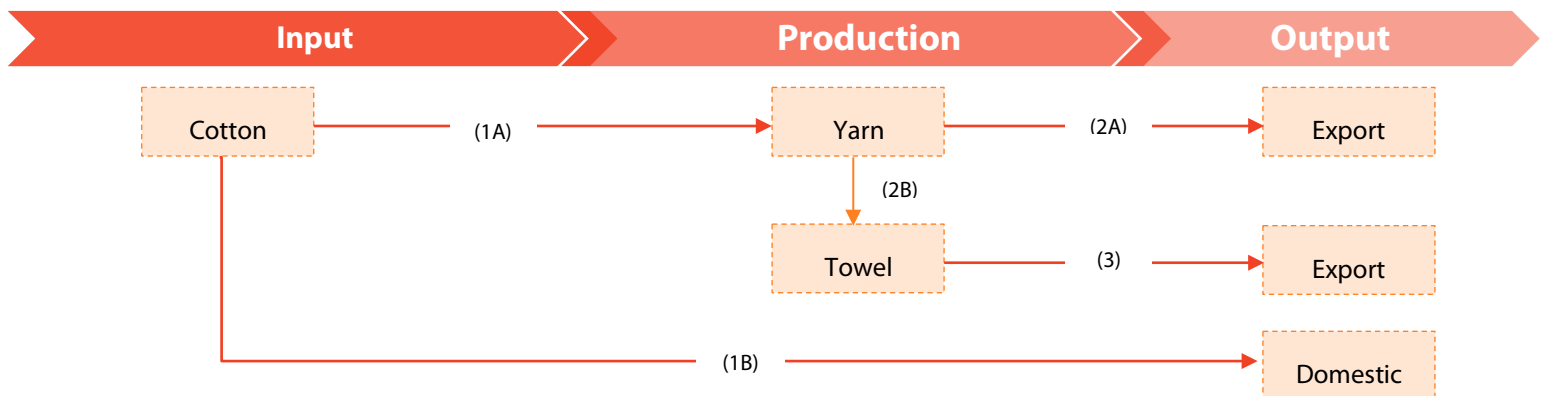 Input
Production
Output
Cotton
(1A)
Yarn
(2A)
Export
(2B)
Towel
(3)
Export
(1B)
Domestic